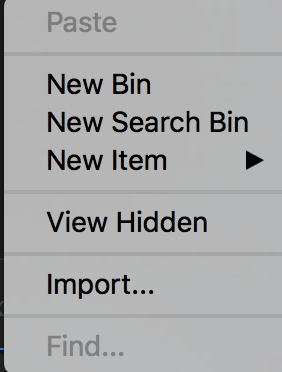 Paste
New Bin
New Search Bin
New Item
View Hidden
Import...
Find...